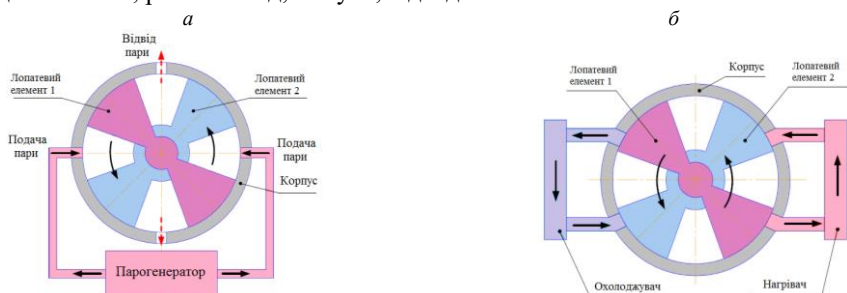 а
б
Відвід
пари
Лопатевий
елемент 1
Лопатевий
елемент 2
Подача
пари
Подача
пари
Корпус
Парогенератор
Корпус
Лопатевий
елемент 1
Лопатевий
елемент 2
Охолоджувач
Нагрівач